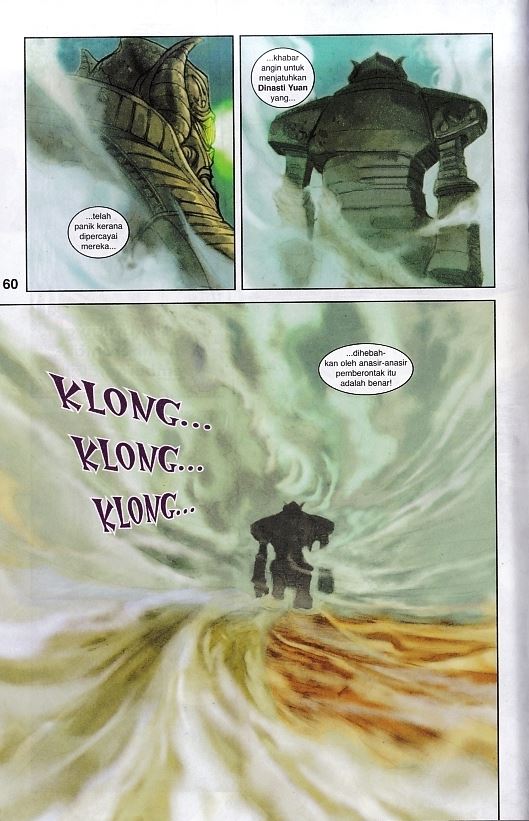 ...telah
panik kerana
dipercayai
mereka...
...khabar
angin untuk
menjatuhkan
Dinasti Yuan
yang...
60
...dihebah-
kan oleh anasir-anasir
pemberontak itu
adalah benar!
KLONG...
KLONG...
KLONG...